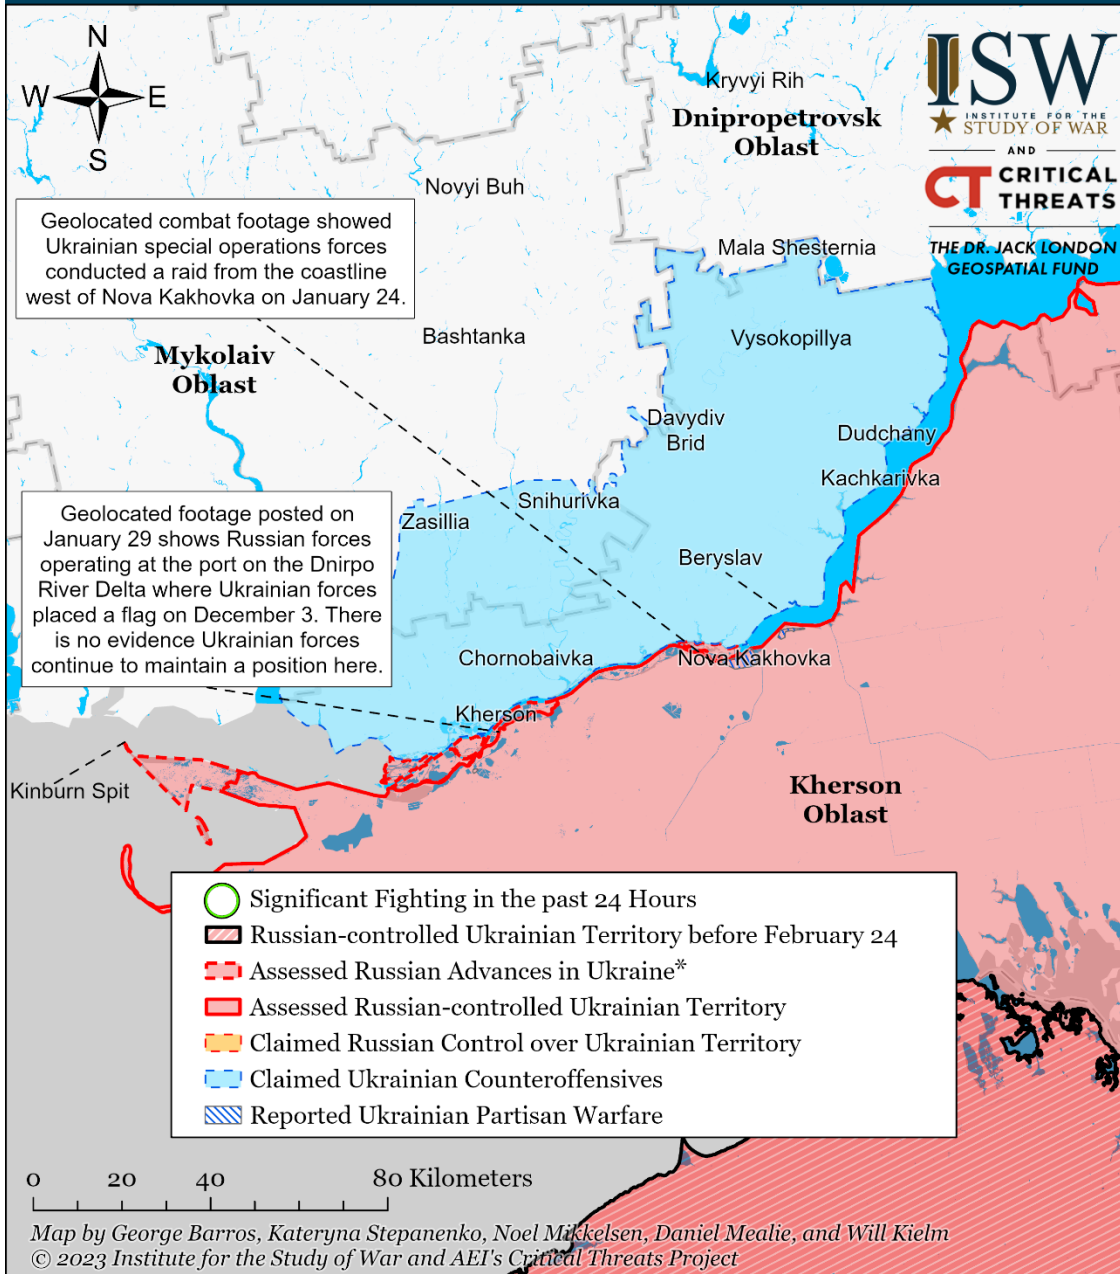 N
W E
S
ISW
INSTITUTE FOR THE
STUDY OF WAR
AND
CT CRITICAL
THREATS
THE DR. JACK LONDON
GEOSPATIAL FUND
Kryvyi Rih
Dnipropetrovsk
Oblast
Novyi Buh
Geolocated combat footage showed
Ukrainian special operations forces
conducted a raid from the coastline
west of Nova Kakhovka on January 24.
Mala Shesternia
Bashtanka
Vysokopillya
Mykolaiv
Oblast
Davydiv
Brid
Dudchany
Kachkarivka
Snihurivka
Zasillia
Geolocated footage posted on
January 29 shows Russian forces
operating at the port on the Dnirpo
River Delta where Ukrainian forces
placed a flag on December 3. There
is no evidence Ukrainian forces
continue to maintain a position here.
Beryslav
Chornobaivka
Nova Kakhovka
Kherson
Kinburn Spit
Kherson
Oblast
Significant Fighting in the past 24 Hours
Russian-controlled Ukrainian Territory before February 24
Assessed Russian Advances in Ukraine*
Assessed Russian-controlled Ukrainian Territory
Claimed Russian Control over Ukrainian Territory
Claimed Ukrainian Counteroffensives
Reported Ukrainian Partisan Warfare
0 20 40 80 Kilometers
Map by George Barros, Kateryna Stepanenko, Noel Mikkelsen, Daniel Mealie, and Will Kielm
© 2023 Institute for the Study of War and AEI's Critical Threats Project